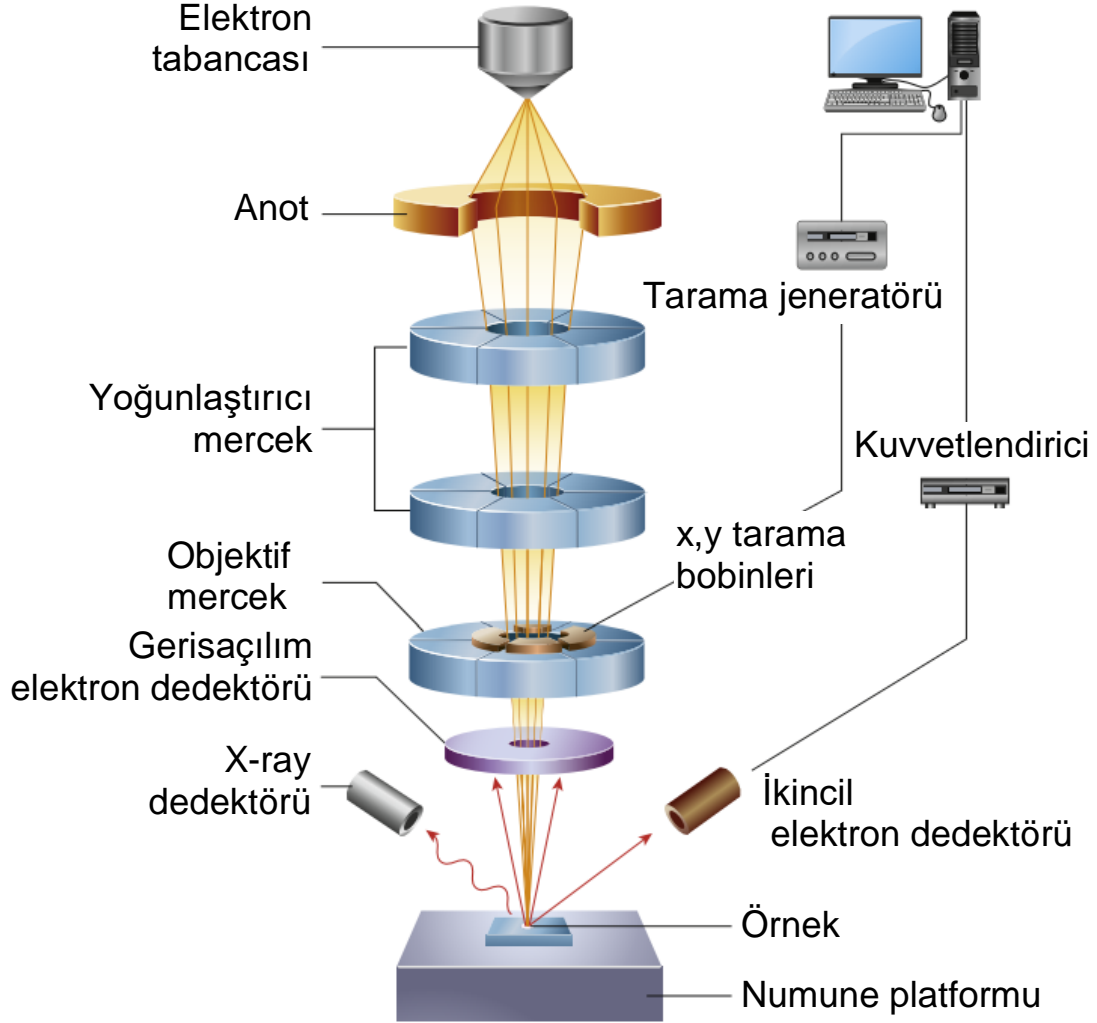 Elektron
tabancası
Anot
Tarama jeneratörü
Yoğunlaştırıcı
mercek
Kuvvetlendirici
x,y tarama
bobinleri
Objektif
mercek
Gerisaçılım
elektron dedektörü
X-ray
dedektörü
İkincil
elektron dedektörü
Örnek
Numune platformu